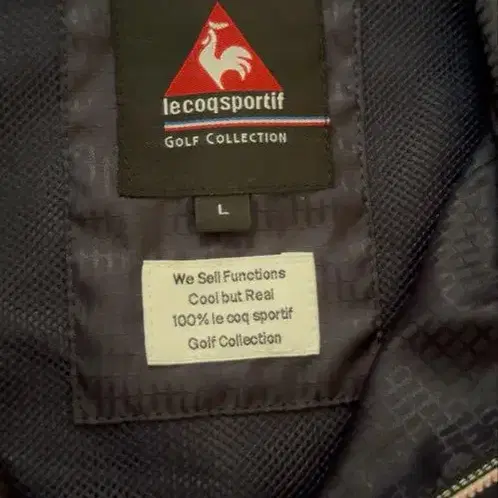 lecoqsportif
GOLF COLLECTION
L
We Sell Functions
Cool but Real
100% le coq sportif
Golf Collection